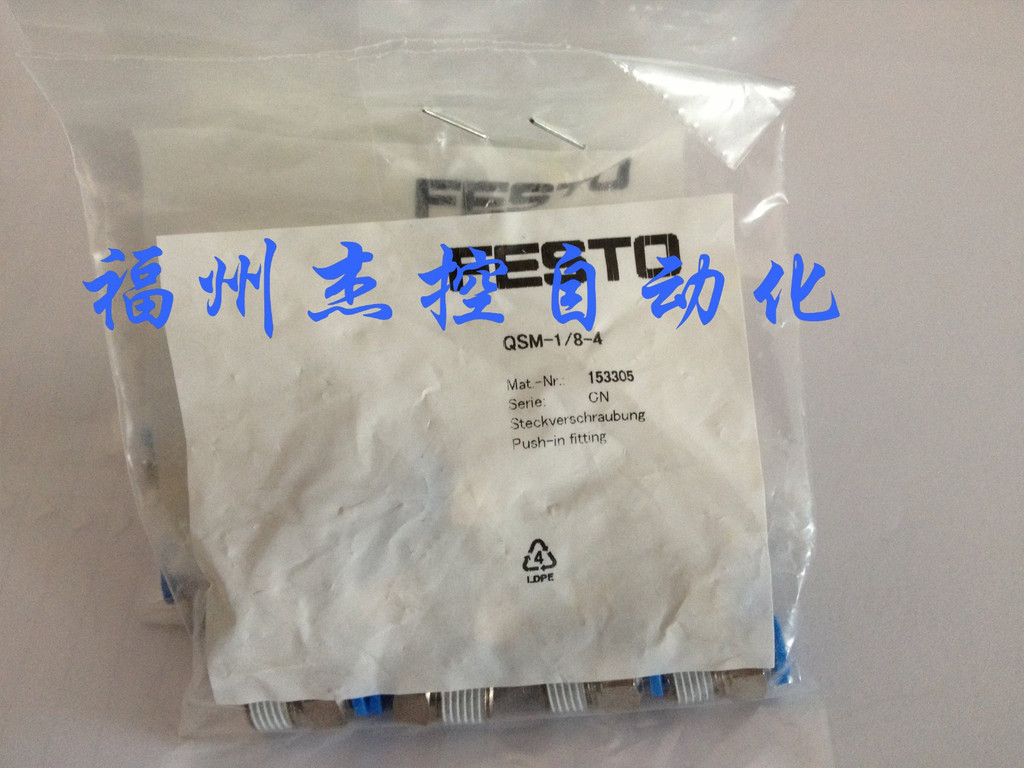 FESTO
福州杰控自动化
FESTO
QSM-1/8-4
Mat.-Nr.: 153305
Serie: CN
Steckverschraubung
Push-in fitting
4
LDPE